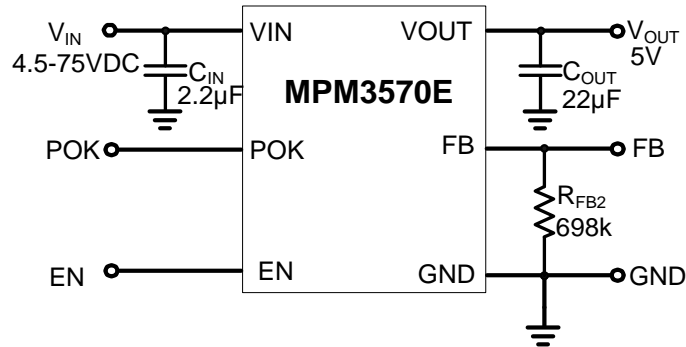 VIN
4.5-75VDC
CIN
2.2µF
VIN
VOUT
MPM3570E
VOUT
5V
COUT
22µF
POK
POK
FB
FB
RFB2
698k
EN
EN
GND
GND